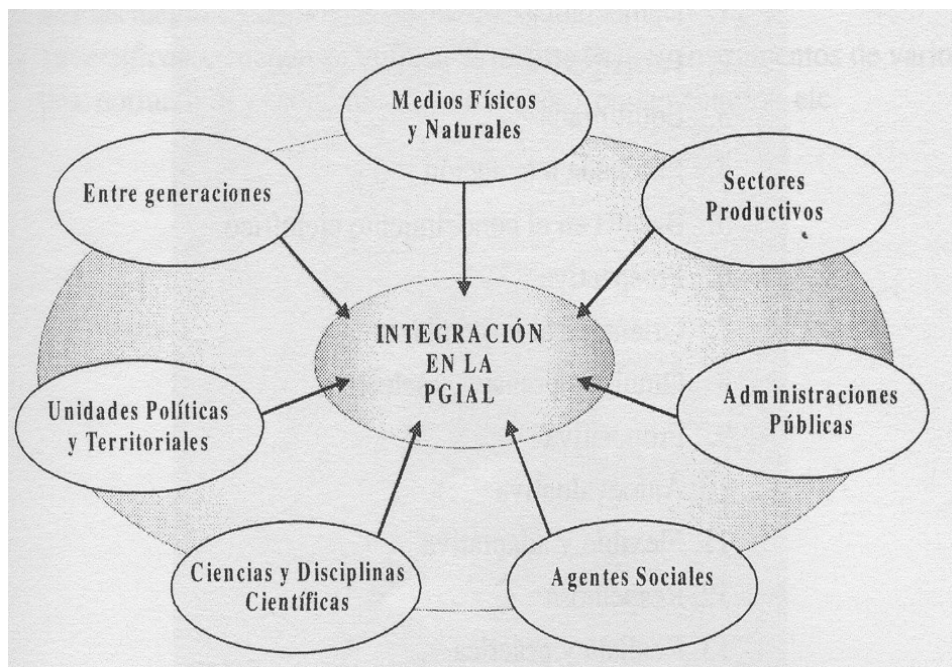 Medios Físicos
y Naturales
Entre generaciones
Sectores
Productivos
INTEGRACIÓN
EN LA
PGIAL
Unidades Políticas
y Territoriales
Administraciones
Públicas
Ciencias y Disciplinas
Científicas
Agentes Sociales